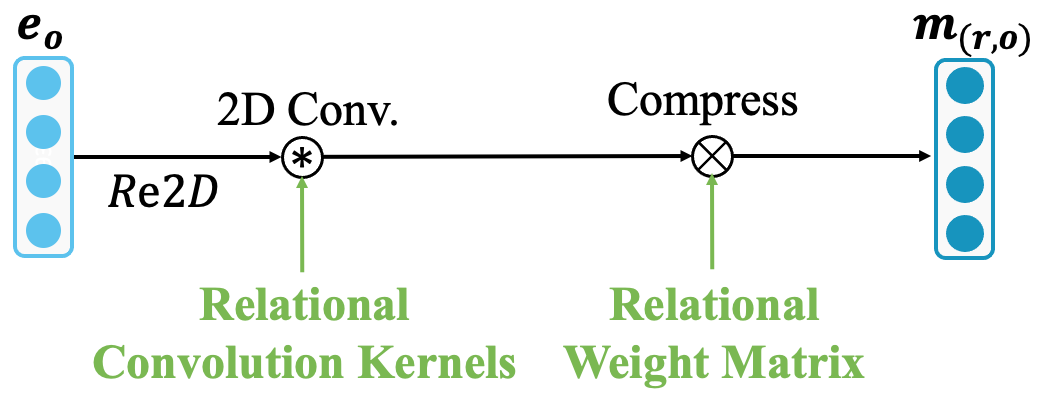 e_o
m_(r,o)
2D Conv.
Compress
*
Re2D
Relational
Convolution Kernels
Relational
Weight Matrix